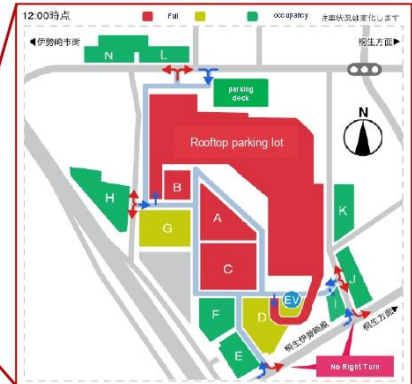 12:00時点 Full occupancy 駐車状況は変化します
◀伊勢崎市街 桐生方面▶
N L
parking
deck
N
Rooftop parking lot
B
H
A
K
G
C
J
EV
I
F
D
桐生伊勢崎線
桐生方面▶
E
No Right Turn